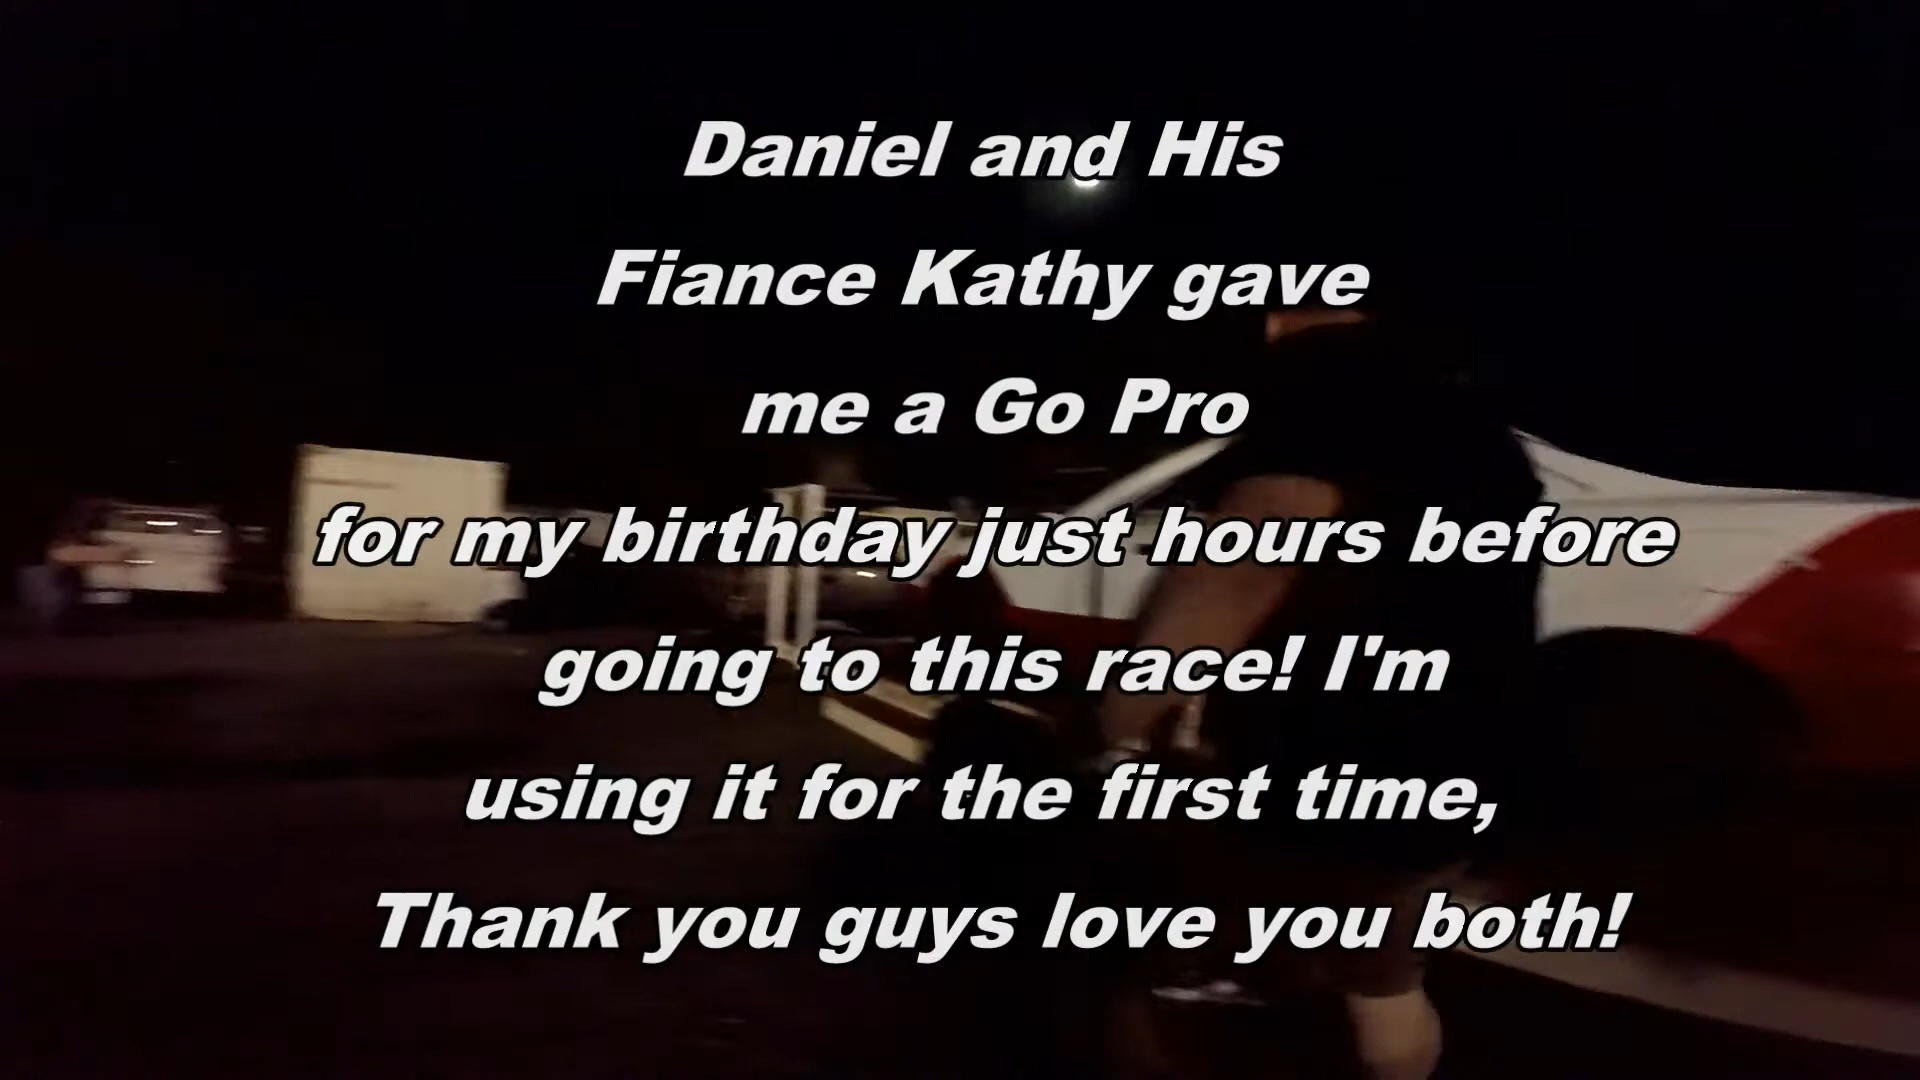 Daniel and His
Fiance Kathy gave
me a Go Pro
for my birthday just hours before
going to this race! I'm
using it for the first time,
Thank you guys love you both!